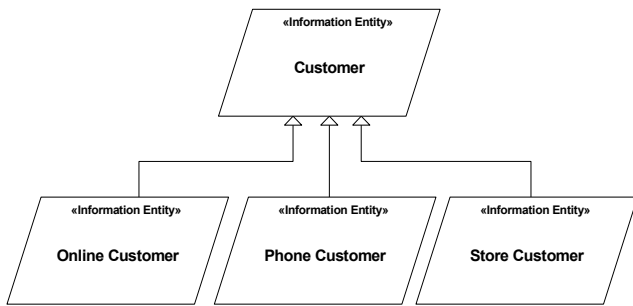 «Information Entity»
Customer
«Information Entity»
Online Customer
«Information Entity»
Phone Customer
«Information Entity»
Store Customer